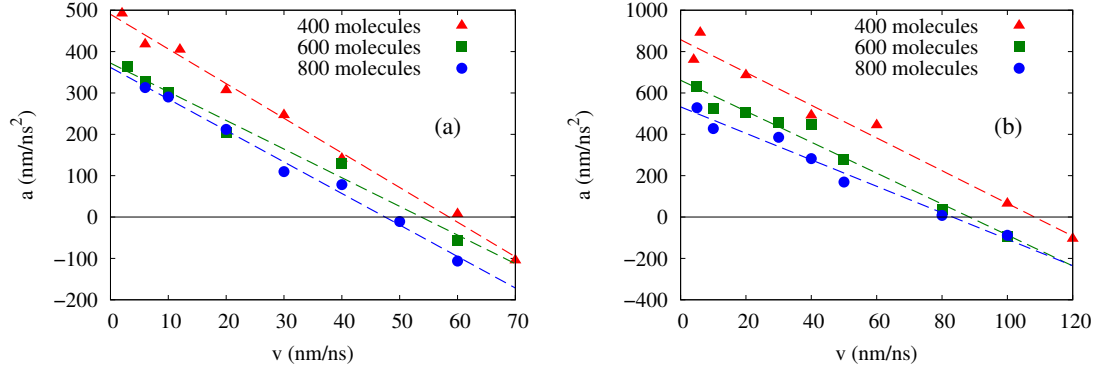 500
400
300
200
100
0
−100
−200
0 10 20 30 40 50 60 70
a (nm/ns²)
v (nm/ns)
400 molecules
600 molecules
800 molecules
(a)
1000
800
600
400
200
0
−200
−400
0 20 40 60 80 100 120
a (nm/ns²)
v (nm/ns)
400 molecules
600 molecules
800 molecules
(b)